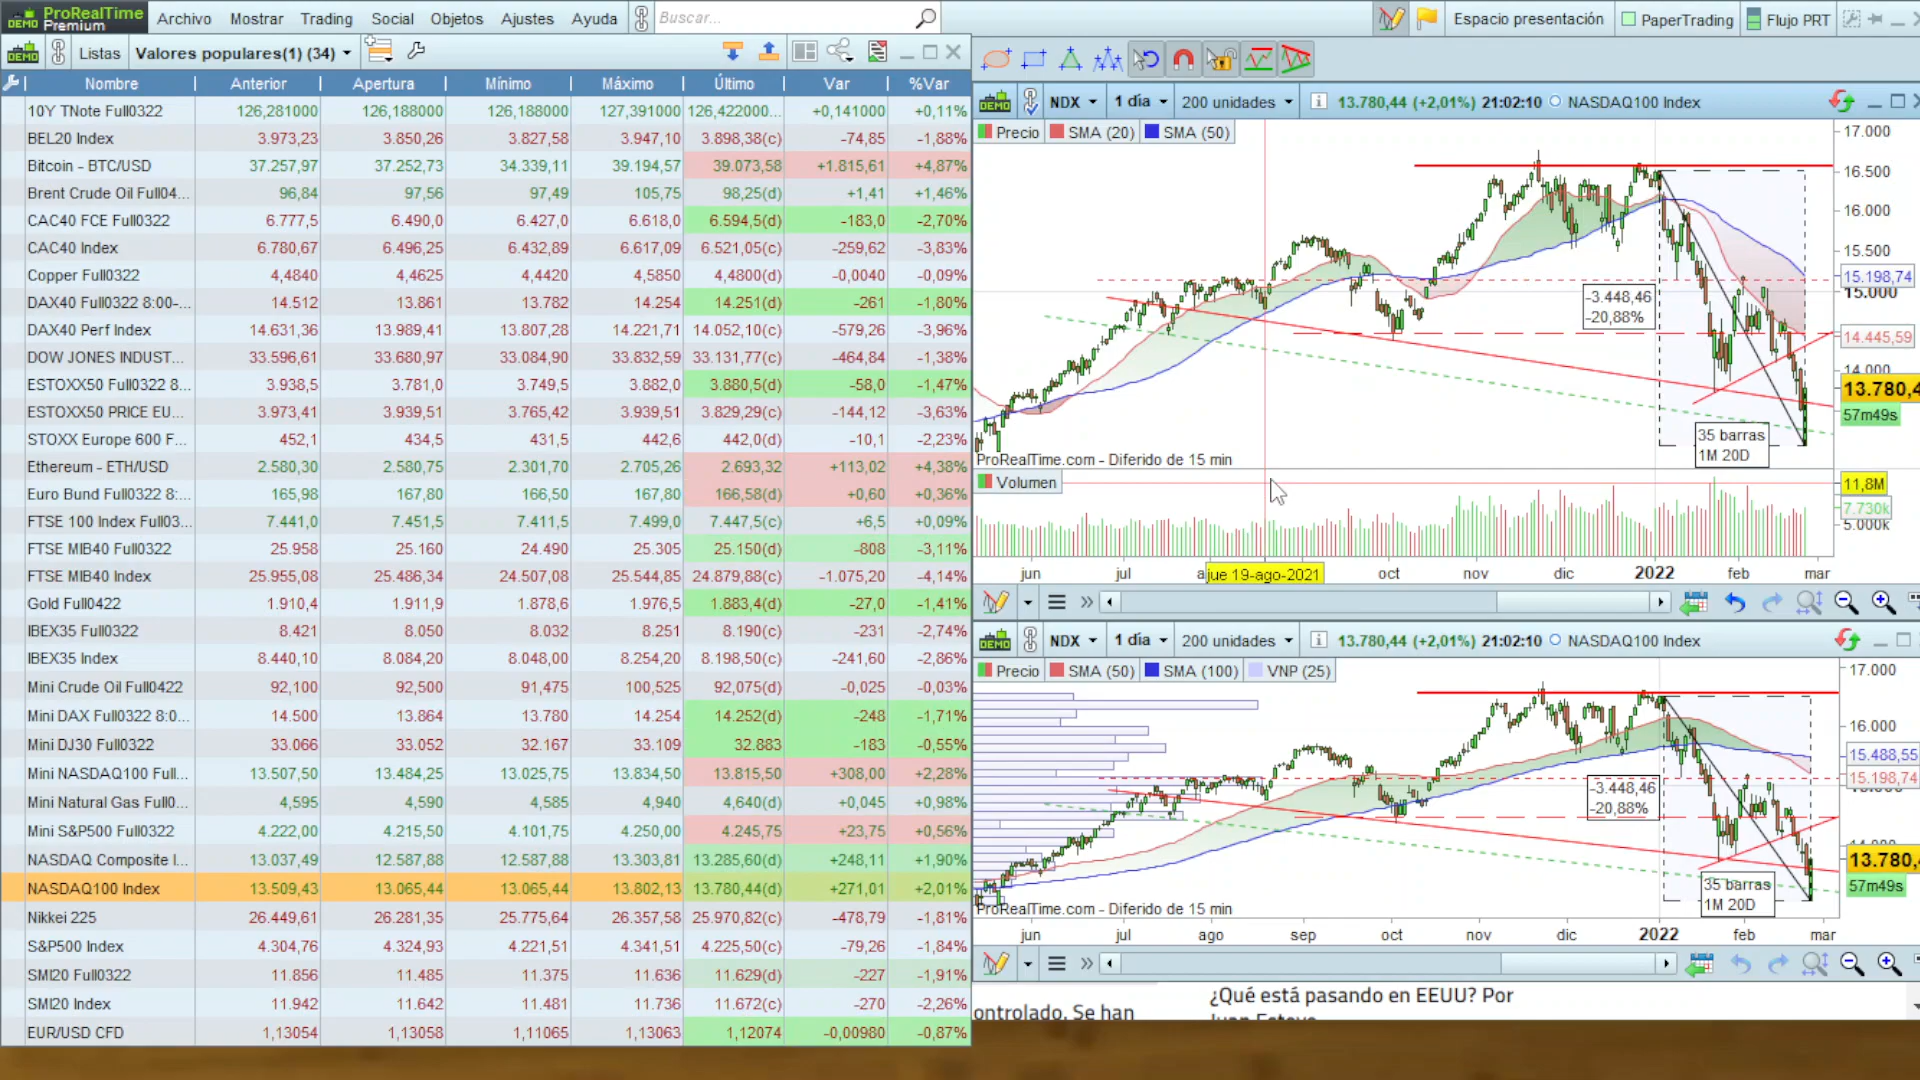 DEMO ProRealTime Premium Archivo Mostrar Trading Social Objetos Ajustes Ayuda Buscar...
Espacio presentación PaperTrading Flujo PRT
DEMO Listas Valores populares(1) (34)
Nombre Anterior Apertura Mínimo Máximo Último Var %Var
10Y TNote Full0322 126,281000 126,188000 126,188000 127,391000 126,422000... +0,141000 +0,11%
BEL20 Index 3.973,23 3.850,26 3.827,58 3.947,10 3.898,38(c) -74,85 -1,88%
Bitcoin - BTC/USD 37.257,97 37.252,73 34.339,11 39.194,57 39.073,58 +1.815,61 +4,87%
Brent Crude Oil Full04... 96,84 97,56 97,49 105,75 98,25(d) +1,41 +1,46%
CAC40 FCE Full0322 6.777,5 6.490,0 6.427,0 6.618,0 6.594,5(d) -183,0 -2,70%
CAC40 Index 6.780,67 6.496,25 6.432,89 6.617,09 6.521,05(c) -259,62 -3,83%
Copper Full0322 4,4840 4,4625 4,4420 4,5850 4,4800(d) -0,0040 -0,09%
DAX40 Full0322 8:00-... 14.512 13.861 13.782 14.254 14.251(d) -261 -1,80%
DAX40 Perf Index 14.631,36 13.989,41 13.807,28 14.221,71 14.052,10(c) -579,26 -3,96%
DOW JONES INDUST... 33.596,61 33.680,97 33.084,90 33.832,59 33.131,77(c) -464,84 -1,38%
ESTOXX50 Full0322 8... 3.938,5 3.781,0 3.749,5 3.882,0 3.880,5(d) -58,0 -1,47%
ESTOXX50 PRICE EU... 3.973,41 3.939,51 3.765,42 3.939,51 3.829,29(c) -144,12 -3,63%
STOXX Europe 600 F... 452,1 434,5 431,5 442,6 442,0(d) -10,1 -2,23%
Ethereum - ETH/USD 2.580,30 2.580,75 2.301,70 2.705,26 2.693,32 +113,02 +4,38%
Euro Bund Full0322 8:... 165,98 167,80 166,50 167,80 166,58(d) +0,60 +0,36%
FTSE 100 Index Full03... 7.441,0 7.451,5 7.411,5 7.499,0 7.447,5(c) +6,5 +0,09%
FTSE MIB40 Full0322 25.958 25.160 24.490 25.305 25.150(d) -808 -3,11%
FTSE MIB40 Index 25.955,08 25.486,34 24.507,08 25.544,85 24.879,88(c) -1.075,20 -4,14%
Gold Full0422 1.910,4 1.911,9 1.878,6 1.976,5 1.883,4(d) -27,0 -1,41%
IBEX35 Full0322 8.421 8.050 8.032 8.251 8.190(c) -231 -2,74%
IBEX35 Index 8.440,10 8.084,20 8.048,00 8.254,20 8.198,50(c) -241,60 -2,86%
Mini Crude Oil Full0422 92,100 92,500 91,475 100,525 92,075(d) -0,025 -0,03%
Mini DAX Full0322 8:0... 14.500 13.864 13.780 14.254 14.252(d) -248 -1,71%
Mini DJ30 Full0322 33.066 33.052 32.167 33.109 32.883 -183 -0,55%
Mini NASDAQ100 Full... 13.507,50 13.484,25 13.025,75 13.834,50 13.815,50 +308,00 +2,28%
Mini Natural Gas Full0... 4,595 4,590 4,585 4,940 4,640(d) +0,045 +0,98%
Mini S&P500 Full0322 4.222,00 4.215,50 4.101,75 4.250,00 4.245,75 +23,75 +0,56%
NASDAQ Composite I... 13.037,49 12.587,88 12.587,88 13.303,81 13.285,60(d) +248,11 +1,90%
NASDAQ100 Index 13.509,43 13.065,44 13.065,44 13.802,13 13.780,44(d) +271,01 +2,01%
Nikkei 225 26.449,61 26.281,35 25.775,64 26.357,58 25.970,82(c) -478,79 -1,81%
S&P500 Index 4.304,76 4.324,93 4.221,51 4.341,51 4.225,50(c) -79,26 -1,84%
SMI20 Full0322 11.856 11.485 11.375 11.636 11.629(d) -227 -1,91%
SMI20 Index 11.942 11.642 11.481 11.736 11.672(c) -270 -2,26%
EUR/USD CFD 1,13054 1,13058 1,11065 1,13063 1,12074 -0,00980 -0,87%
DEMO NDX 1 día 200 unidades 13.780,44 (+2,01%) 21:02:10 NASDAQ100 Index
Precio SMA (20) SMA (50)
17.000
16.500
16.000
15.500
15.198,74
15.000
-3.448,46
-20,88%
14.445,59
14.000
13.780,4
57m49s
35 barras
1M 20D
ProRealTime.com - Diferido de 15 min
Volumen
11,8M
7.730k
5.000k
jun jul a jue 19-ago-2021 oct nov dic 2022 feb mar
DEMO NDX 1 día 200 unidades 13.780,44 (+2,01%) 21:02:10 NASDAQ100 Index
Precio SMA (50) SMA (100) VNP (25)
17.000
16.000
15.488,55
15.198,74
-3.448,46
-20,88%
13.780,
57m49s
35 barras
1M 20D
ProRealTime.com - Diferido de 15 min
jun jul ago sep oct nov dic 2022 feb mar
ontrolado. Se han
¿Qué está pasando en EEUU? Por